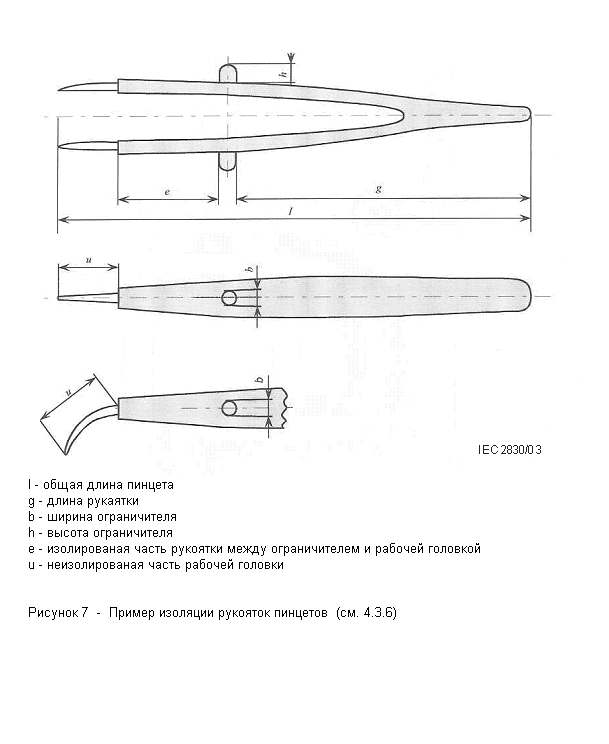 h
e
g
l
u
b
u
b
IEC 2830/03
l - общая длина пинцета
g - длина рукаятки
b - ширина ограничителя
h - высота ограничителя
e - изолированая часть рукоятки между ограничителем и рабочей головкой
u - неизолированая часть рабочей головки
Рисунок 7 - Пример изоляции рукояток пинцетов (см. 4.3.6)